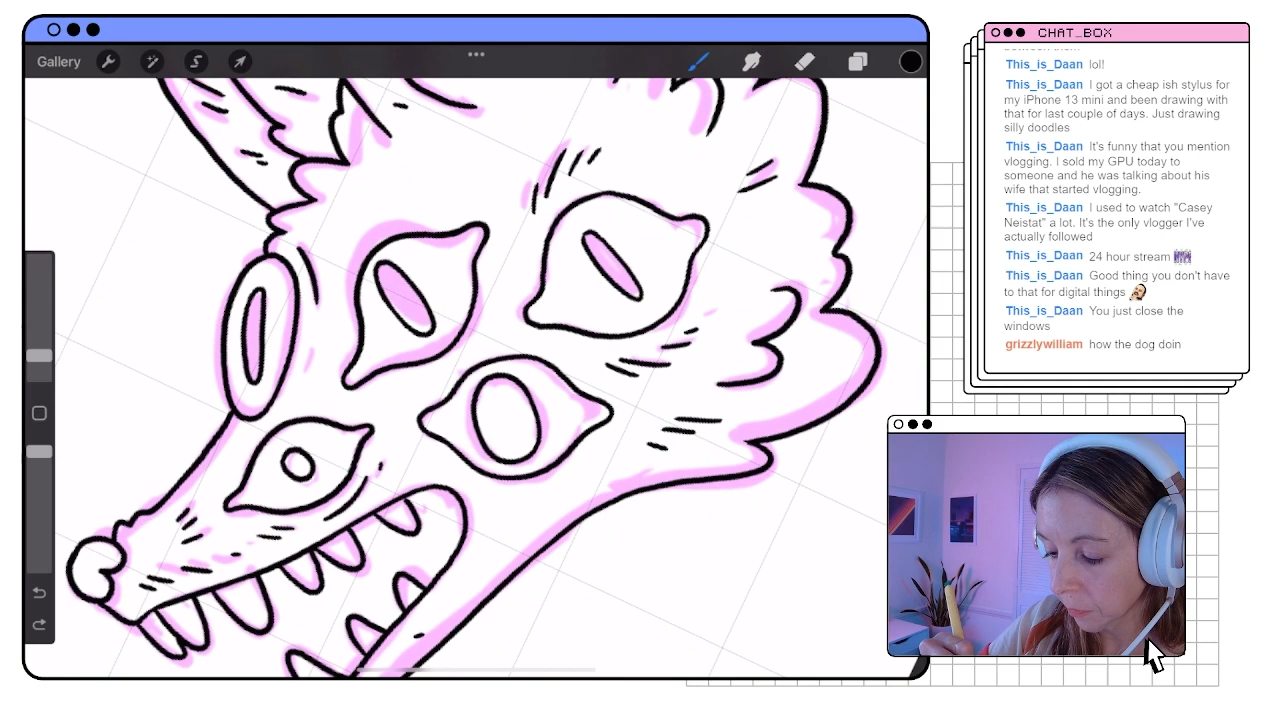 Gallery
CHAT_BOX
This_is_Daan lol!
This_is_Daan I got a cheap ish stylus for
my iPhone 13 mini and been drawing with
that for last couple of days. Just drawing
silly doodles
This_is_Daan It's funny that you mention
vlogging. I sold my GPU today to
someone and he was talking about his
wife that started vlogging.
This_is_Daan I used to watch "Casey
Neistat" a lot. It's the only vlogger I've
actually followed
This_is_Daan 24 hour stream
This_is_Daan Good thing you don't have
to that for digital things
This_is_Daan You just close the
windows
grizzlywilliam how the dog doin